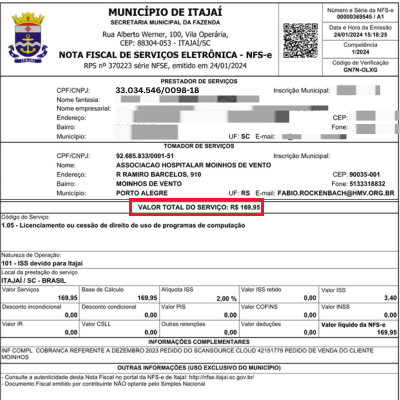 MUNICÍPIO DE ITAJAÍ
SECRETARIA MUNICIPAL DA FAZENDA
Rua Alberto Werner, 100, Vila Operária,
CEP: 88304-053 - ITAJAÍ/SC
NOTA FISCAL DE SERVIÇOS ELETRÔNICA - NFS-e
RPS nº 370223 série NFSE, emitido em 24/01/2024
Número e Série da NFS-e
00000369545 / A1
Data de Emissão
24/01/2024 15:18:25
Competência
1/2024
Código de Verificação
GN7N-OLXG
PRESTADOR DE SERVIÇOS
CPF/CNPJ: 33.034.546/0098-18 Inscrição Municipal:
Nome fantasia:
Nome empresarial:
Endereço: CEP:
Bairro: Fone:
Município: UF: SC E-mail:
TOMADOR DE SERVIÇOS
CPF/CNPJ: 92.685.833/0001-51 Inscrição Municipal:
Nome: ASSOCIACAO HOSPITALAR MOINHOS DE VENTO
Endereço: R RAMIRO BARCELOS, 910 CEP: 90035-001
Bairro: MOINHOS DE VENTO Fone: 5133318832
Município: PORTO ALEGRE UF: RS E-mail: FABIO.ROCKENBACH@HMV.ORG.BR
VALOR TOTAL DO SERVIÇO: R$ 169,95
Código do Serviço:
1.05 - Licenciamento ou cessão de direito de uso de programas de computação
Natureza de Operação:
101 - ISS devido para Itajaí
Local da prestação do serviço
ITAJAÍ / SC - BRASIL
Valor Serviços Base de Cálculo Alíquota ISS Valor ISS retido Valor ISS
169,95 169,95 2,00 % 0,00 3,40
Desconto incondicional Desconto condicional Valor PIS Valor COFINS Valor INSS
0,00 0,00 0,00 0,00 0,00
Valor IR Valor CSLL Outras retenções Valor deduções Valor líquido da NFS-e
0,00 0,00 0,00 0,00 169,95
INFORMAÇÕES COMPLEMENTARES
INF COMPL COBRANCA REFERENTE A DEZEMBRO 2023 PEDIDO DO SCANSOURCE CLOUD 42151779 PEDIDO DE VENDA DO CLIENTE
MOINHOS
OUTRAS INFORMAÇÕES (USO EXCLUSIVO DO MUNICÍPIO)
- Consulte a autenticidade desta Nota Fiscal no portal da NFS-e de Itajaí: http://nfse.itajai.sc.gov.br/
- Documento Fiscal emitido por contribuinte NÃO optante pelo Simples Nacional